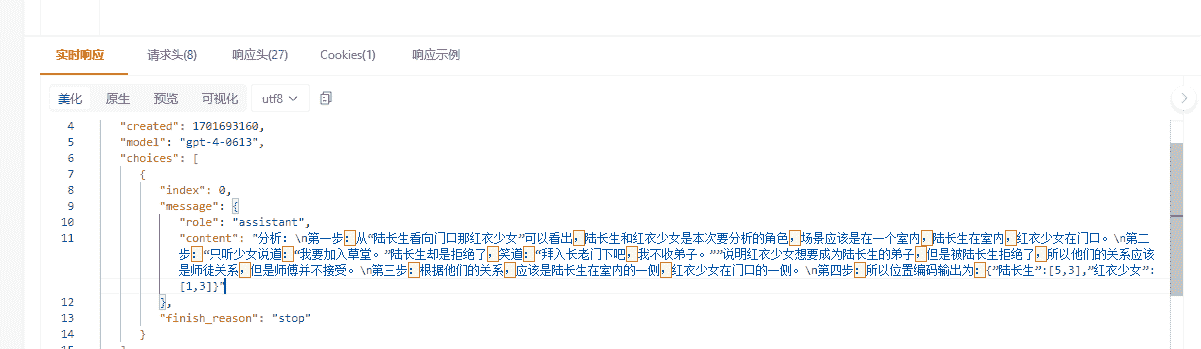 实时响应 请求头(8) 响应头(27) Cookies(1) 响应示例
美化 原生 预览 可视化 utf8
4 "created": 1701693160,
5 "model": "gpt-4-0613",
6 "choices": [
7 {
8 "index": 0,
9 "message": {
10 "role": "assistant",
11 "content": "分析：\n第一步：从“陆长生看向门口那红衣少女”可以看出，陆长生和红衣少女是本次要分析的角色，场景应该是在一个室内，陆长生在室内，红衣少女在门口。\n第二
步：“只听少女说道：“我要加入草堂。”陆长生却是拒绝了，笑道：“拜入长老门下吧，我不收弟子。””说明红衣少女想要成为陆长生的弟子，但是被陆长生拒绝了，所以他们的关系应该
是师徒关系，但是师傅并不接受。\n第三步：根据他们的关系，应该是陆长生在室内的一侧，红衣少女在门口的一侧。\n第四步：所以位置编码输出为：{”陆长生”:[5,3],”红衣少女”:
[1,3]}"
12 },
13 "finish_reason": "stop"
14 }